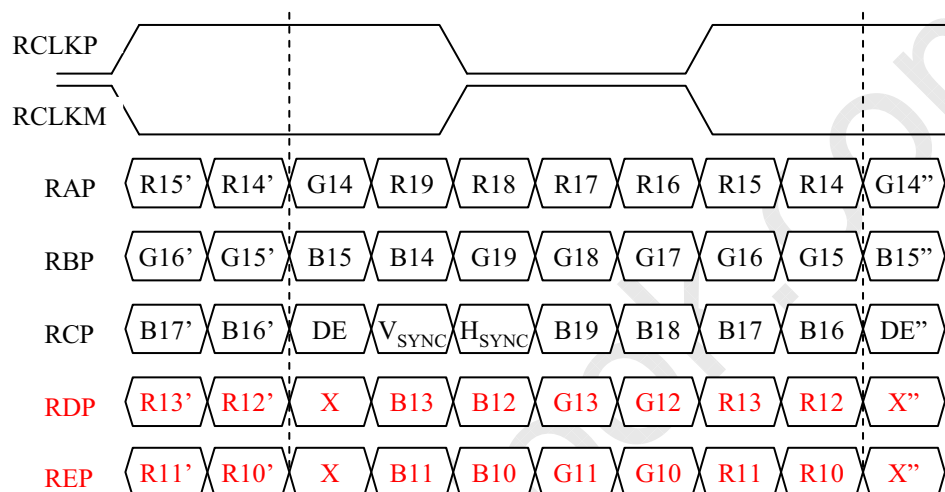 RCLKP
RCLKM
RAP R15’ R14’ G14 R19 R18 R17 R16 R15 R14 G14”
RBP G16’ G15’ B15 B14 G19 G18 G17 G16 G15 B15”
RCP B17’ B16’ DE VSYNC HSYNC B19 B18 B17 B16 DE”
RDP R13’ R12’ X B13 B12 G13 G12 R13 R12 X”
REP R11’ R10’ X B11 B10 G11 G10 R11 R10 X”